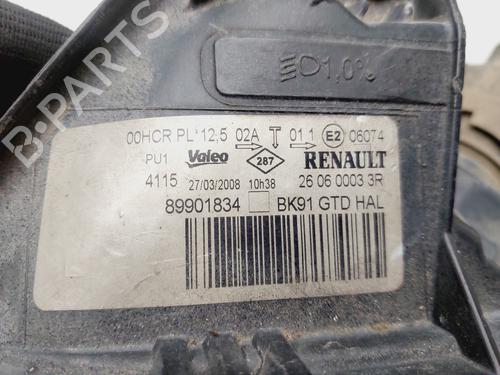 1,0%
00HCR PL 12,5 02A T 01 1 E2 06074
PU1 Valeo 287 RENAULT
4115 27/03/2008 10h38 26 06 0003 3R
89901834 BK91 GTD HAL